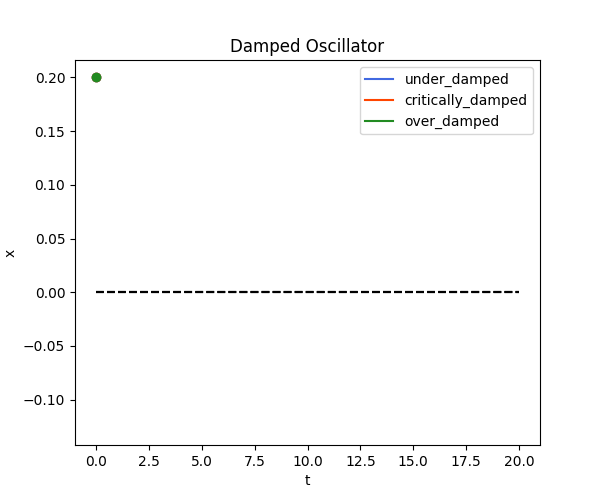 Damped Oscillator
under_damped
critically_damped
over_damped
0.20
0.15
0.10
0.05
0.00
−0.05
−0.10
x
0.0 2.5 5.0 7.5 10.0 12.5 15.0 17.5 20.0
t